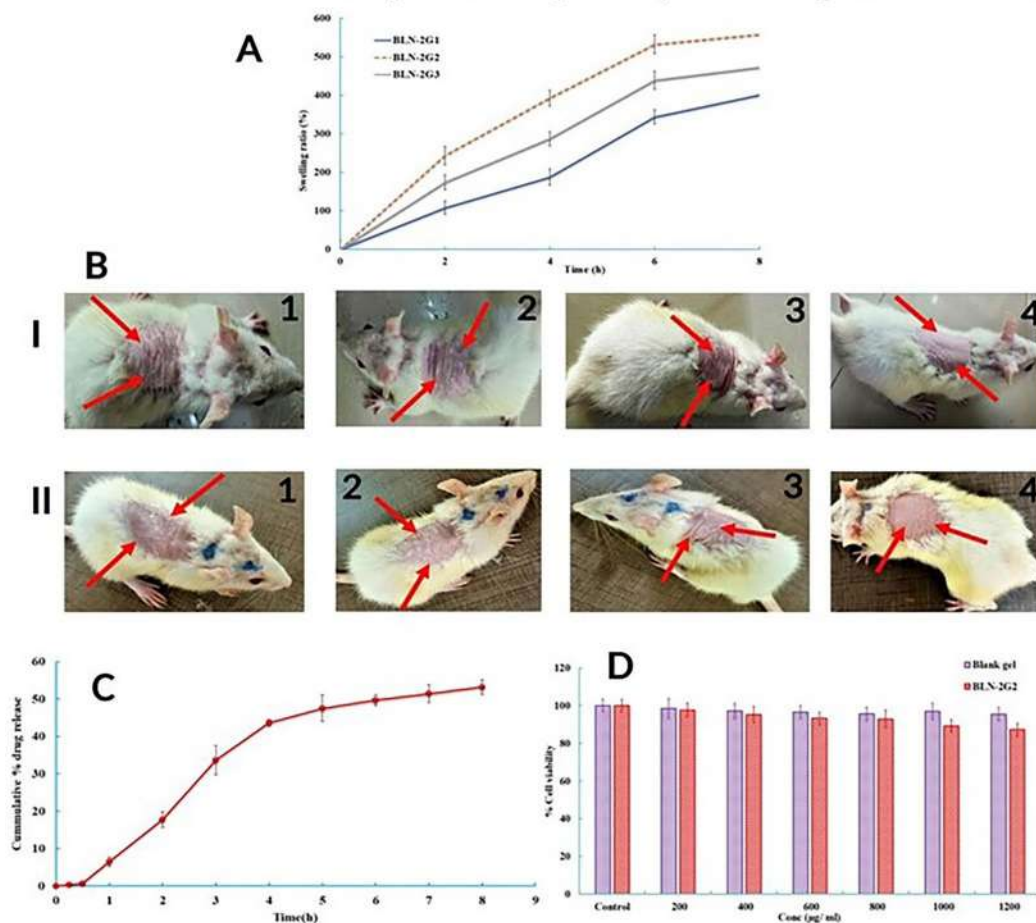 A
600
500
400
300
200
100
0
Swelling ratio (%)
BLN-2G1
BLN-2G2
BLN-2G3
0 2 4 6 8
Time (h)
B
I
1 2 3 4
II
1 2 3 4
C
60
50
40
30
20
10
0
Cummulative % drug release
0 1 2 3 4 5 6 7 8 9
Time(h)
D
120
100
80
60
40
20
0
% Cell viability
Blank gel
BLN-2G2
Control 200 400 600 800 1000 1200
Conc (µg/ ml)